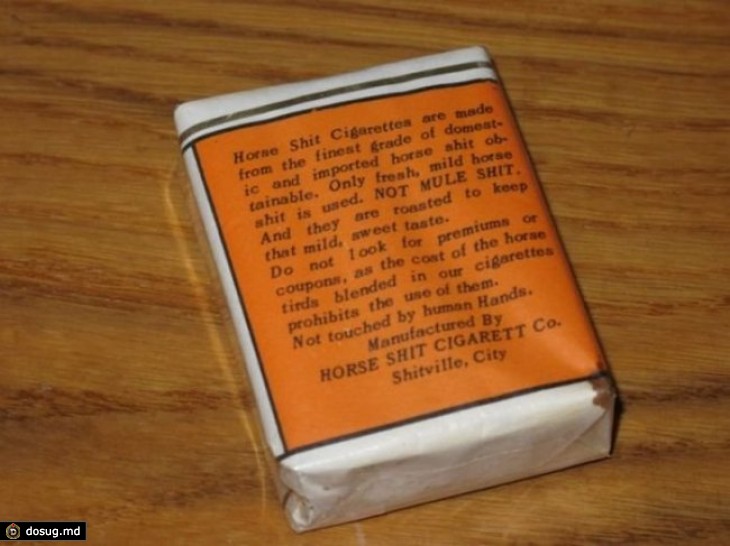 Horse Shit Cigarettes are made
from the finest grade of domest-
ic and imported horse shit ob-
tainable. Only fresh, mild horse
shit is used. NOT MULE SHIT.
And they are roasted to keep
that mild, sweet taste.
Do not look for premiums or
coupons, as the cost of the horse
tirds blended in our cigarettes
prohibits the use of them.
Not touched by human Hands.
Manufactured By
HORSE SHIT CIGARETT Co.
Shitville, City
dosug.md